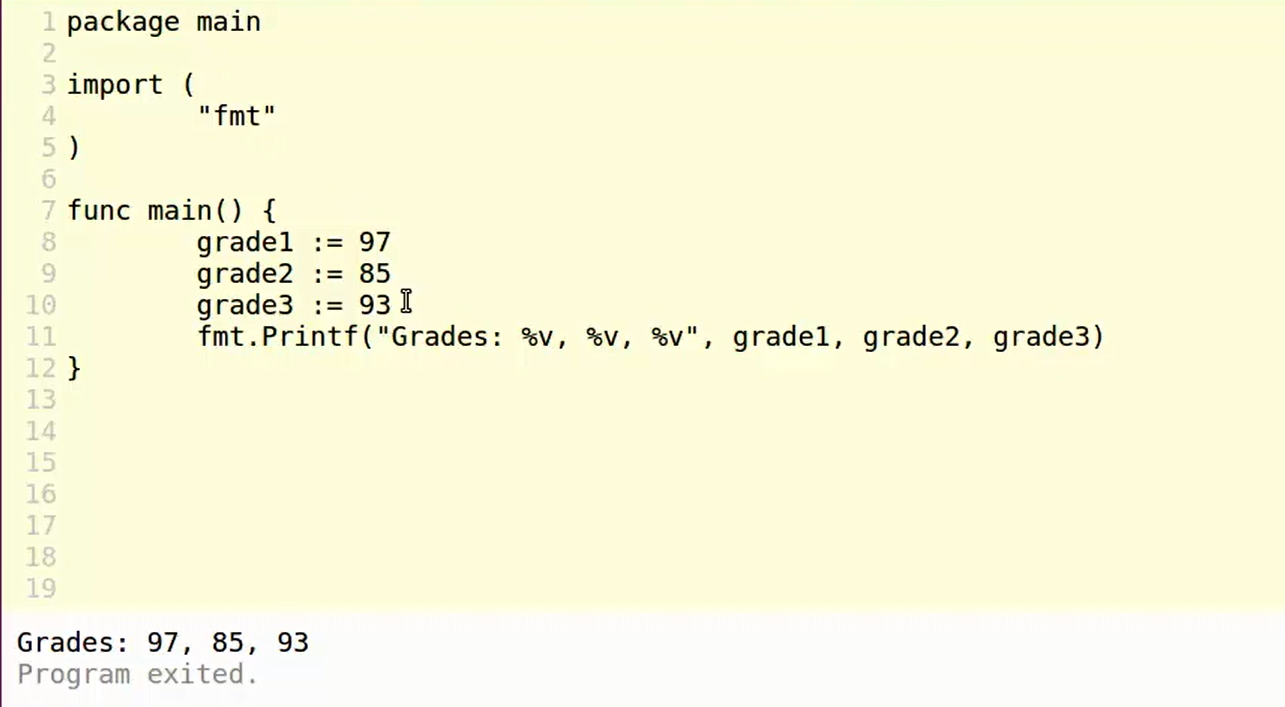 1 package main
2
3 import (
4         "fmt"
5 )
6
7 func main() {
8         grade1 := 97
9         grade2 := 85
10         grade3 := 93
11         fmt.Printf("Grades: %v, %v, %v", grade1, grade2, grade3)
12 }
13
14
15
16
17
18
19
Grades: 97, 85, 93
Program exited.